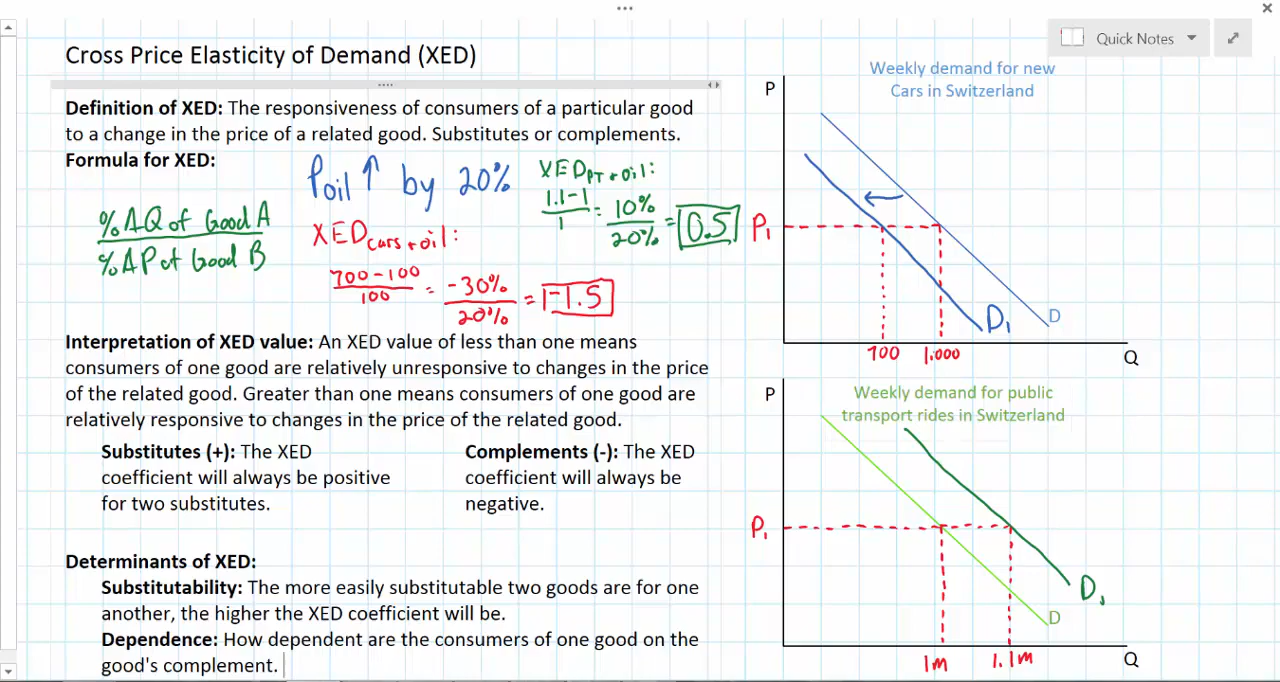 Quick Notes
Cross Price Elasticity of Demand (XED)
Definition of XED: The responsiveness of consumers of a particular good
to a change in the price of a related good. Substitutes or complements.
Formula for XED:
%ΔQ of Good A
%ΔP of Good B
Poil ↑ by 20%
XEDcars+oil:
700-100
100
= -30%
20%
= -1.5
XEDPT+oil:
1.1-1
1
= 10%
20%
= 0.5
Interpretation of XED value: An XED value of less than one means
consumers of one good are relatively unresponsive to changes in the price
of the related good. Greater than one means consumers of one good are
relatively responsive to changes in the price of the related good.
Substitutes (+): The XED
coefficient will always be positive
for two substitutes.
Complements (-): The XED
coefficient will always be
negative.
Determinants of XED:
Substitutability: The more easily substitutable two goods are for one
another, the higher the XED coefficient will be.
Dependence: How dependent are the consumers of one good on the
good's complement.
Weekly demand for new
Cars in Switzerland
P
P1
D1
D
700
1.000
Q
Weekly demand for public
transport rides in Switzerland
P
P1
D1
D
1m
1.1m
Q